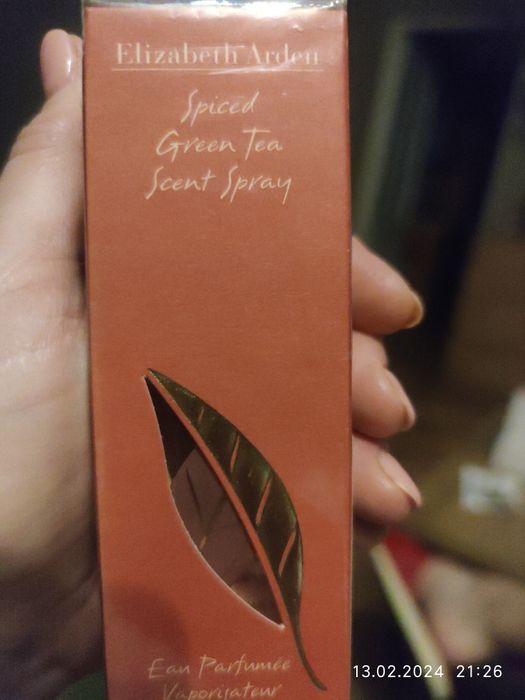 Elizabeth Arden
Spiced
Green Tea
Scent Spray
Eau Parfumée
Vaporisateur
13.02.2024 21:26